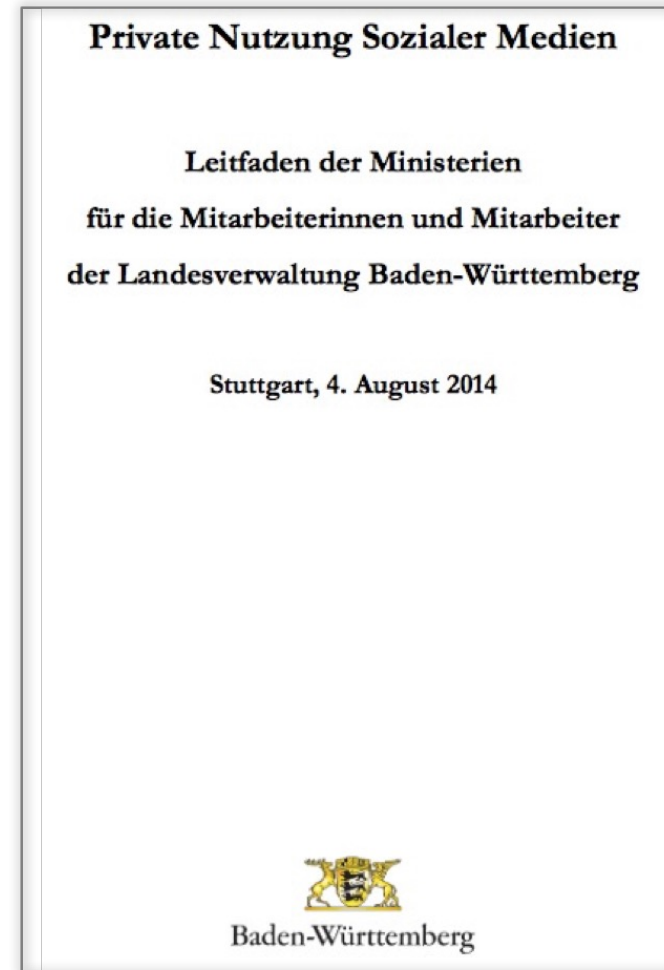 Private Nutzung Sozialer Medien
Leitfaden der Ministerien
für die Mitarbeiterinnen und Mitarbeiter
der Landesverwaltung Baden-Württemberg
Stuttgart, 4. August 2014
Baden-Württemberg